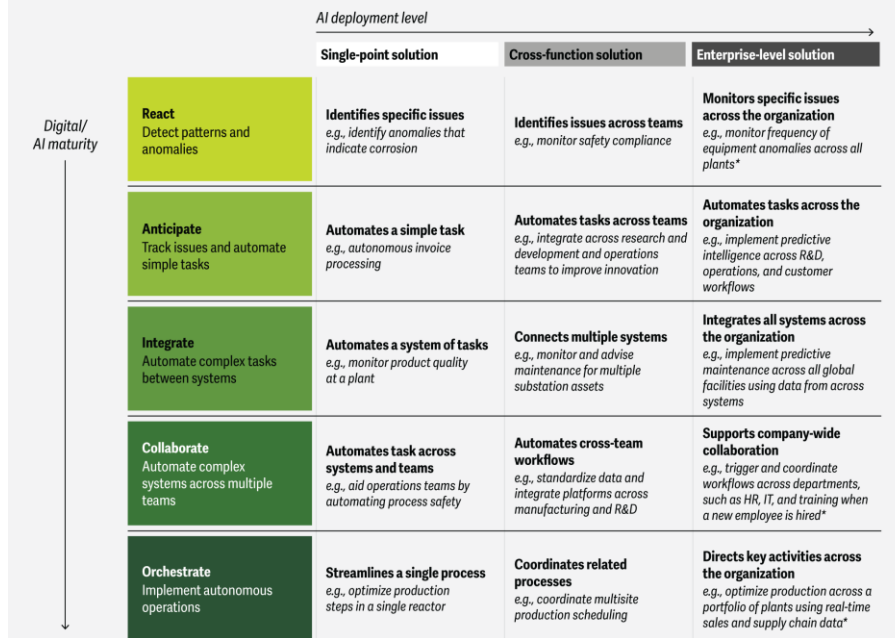 AI deployment level
Single-point solution
Cross-function solution
Enterprise-level solution
Digital/
AI maturity
React
Detect patterns and
anomalies
Identifies specific issues
e.g., identify anomalies that
indicate corrosion
Identifies issues across teams
e.g., monitor safety compliance
Monitors specific issues
across the organization
e.g., monitor frequency of
equipment anomalies across all
plants*
Anticipate
Track issues and automate
simple tasks
Automates a simple task
e.g., autonomous invoice
processing
Automates tasks across teams
e.g., integrate across research and
development and operations
teams to improve innovation
Automates tasks across the
organization
e.g., implement predictive
intelligence across R&D,
operations, and customer
workflows
Integrate
Automate complex tasks
between systems
Automates a system of tasks
e.g., monitor product quality
at a plant
Connects multiple systems
e.g., monitor and advise
maintenance for multiple
substation assets
Integrates all systems across
the organization
e.g., implement predictive
maintenance across all global
facilities using data from across
systems
Collaborate
Automate complex
systems across multiple
teams
Automates task across
systems and teams
e.g., aid operations teams by
automating process safety
Automates cross-team
workflows
e.g., standardize data and
integrate platforms across
manufacturing and R&D
Supports company-wide
collaboration
e.g., trigger and coordinate
workflows across departments,
such as HR, IT, and training when
a new employee is hired*
Orchestrate
Implement autonomous
operations
Streamlines a single process
e.g., optimize production
steps in a single reactor
Coordinates related
processes
e.g., coordinate multisite
production scheduling
Directs key activities across
the organization
e.g., optimize production across a
portfolio of plants using real-time
sales and supply chain data*